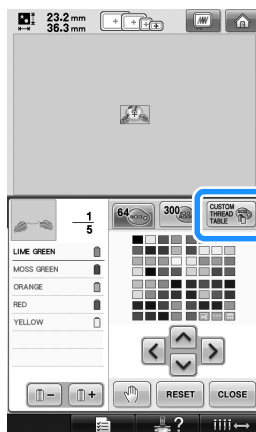 23.2 mm
36.3 mm
1
5
64
300
CUSTOM
THREAD
TABLE
LIME GREEN
MOSS GREEN
ORANGE
RED
YELLOW
RESET
CLOSE
?